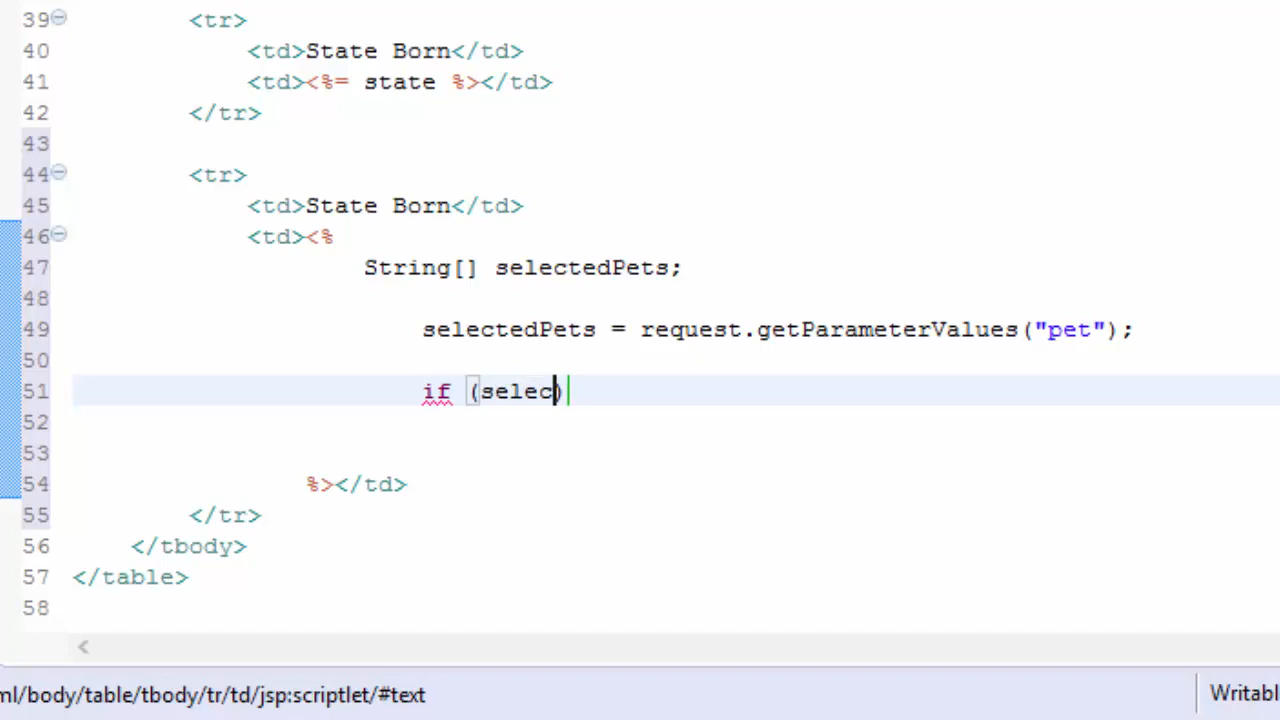 39 <tr>
40 <td>State Born</td>
41 <td><%= state %></td>
42 </tr>
43
44 <tr>
45 <td>State Born</td>
46 <td><%
47 String[] selectedPets;
48
49 selectedPets = request.getParameterValues("pet");
50
51 if (selec)
52
53
54 %></td>
55 </tr>
56 </tbody>
57 </table>
58
ml/body/table/tbody/tr/td/jsp:scriptlet/#text Writabl